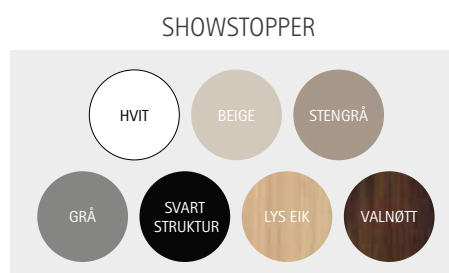 SHOWSTOPPER
HVIT
BEIGE
STENGRÅ
GRÅ
SVART
STRUKTUR
LYS EIK
VALNØTT